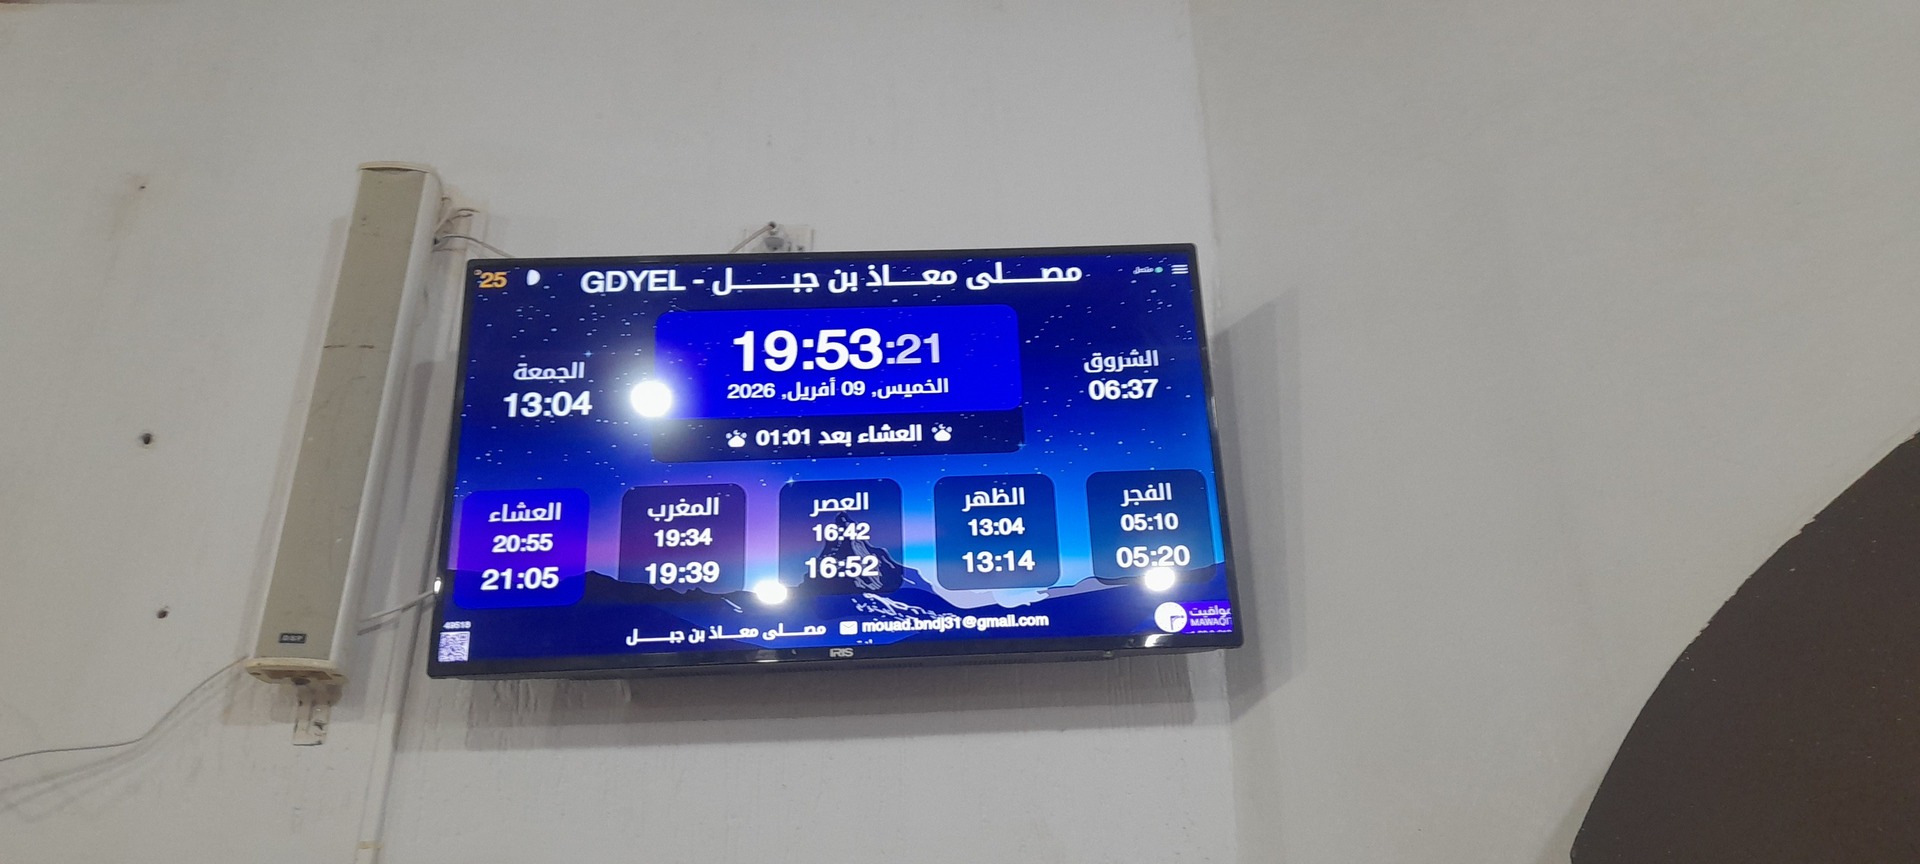 مصلى معاذ بن جبل - GDYEL
متصل
25
19:53:21
الخميس, 09 أفريل, 2026
العشاء بعد 01:01
الشروق
06:37
الجمعة
13:04
الفجر
05:10
05:20
الظهر
13:04
13:14
العصر
16:42
16:52
المغرب
19:34
19:39
العشاء
20:55
21:05
مصلى معاذ بن جبل
mouad.bndj31@gmail.com
49518
مواقيت
MAWAQIT
IRIS